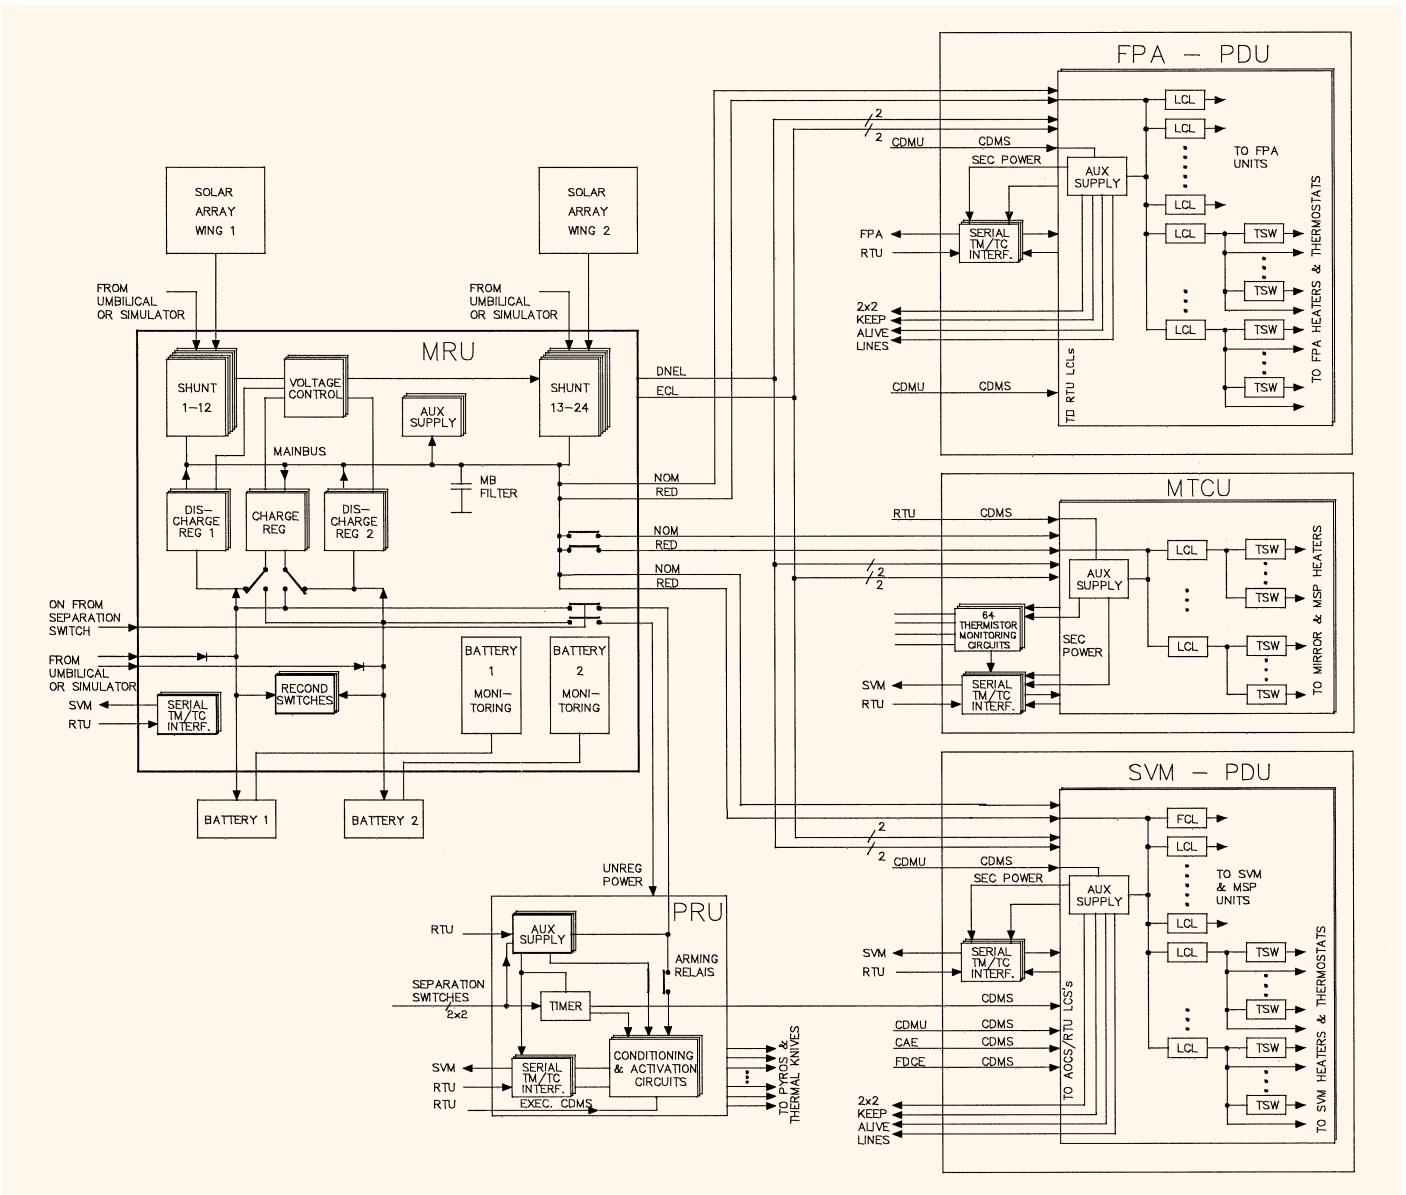 SOLAR
ARRAY
WING 1
SOLAR
ARRAY
WING 2
FROM
UMBILICAL
OR SIMULATOR
FROM
UMBILICAL
OR SIMULATOR
MRU
SHUNT
1-12
VOLTAGE
CONTROL
AUX
SUPPLY
SHUNT
13-24
DNEL
ECL
MAINBUS
MB
FILTER
NOM
RED
DIS-
CHARGE
REG 1
CHARGE
REG
DIS-
CHARGE
REG 2
NOM
RED
NOM
RED
ON FROM
SEPARATION
SWITCH
FROM
UMBILICAL
OR SIMULATOR
RECOND
SWITCHES
BATTERY
1
MONI-
TORING
BATTERY
2
MONI-
TORING
SVM
RTU
SERIAL
TM/TC
INTERF.
BATTERY 1
BATTERY 2
UNREG
POWER
PRU
RTU
AUX
SUPPLY
ARMING
RELAIS
SEPARATION
SWITCHES
2x2
TIMER
CONDITIONING
& ACTIVATION
CIRCUITS
SVM
RTU
RTU
SERIAL
TM/TC
INTERF.
EXEC. CDMS
TO PYROS &
THERMAL KNIVES
FPA - PDU
2
2
CDMU
CDMS
SEC POWER
AUX
SUPPLY
FPA
RTU
SERIAL
TM/TC
INTERF.
2x2
KEEP
ALIVE
LINES
CDMU
CDMS
TO RTU LCLs
LCL
LCL
LCL
TO FPA
UNITS
LCL
TSW
TSW
LCL
TSW
TSW
TO FPA HEATERS & THERMOSTATS
MTCU
RTU
CDMS
2
2
AUX
SUPPLY
64
THERMISTOR
MONITORING
CIRCUITS
SEC
POWER
SVM
RTU
SERIAL
TM/TC
INTERF.
LCL
TSW
TSW
LCL
TSW
TSW
TO MIRROR & MSP HEATERS
SVM - PDU
2
2
CDMU
CDMS
SEC POWER
AUX
SUPPLY
SVM
RTU
SERIAL
TM/TC
INTERF.
CDMS
CDMU
CDMS
CAE
CDMS
FDCE
CDMS
2x2
KEEP
ALIVE
LINES
TO AOCS/RTU LCS's
FCL
LCL
LCL
TO SVM
& MSP
UNITS
LCL
TSW
TSW
LCL
TSW
TSW
TO SVM HEATERS & THERMOSTATS